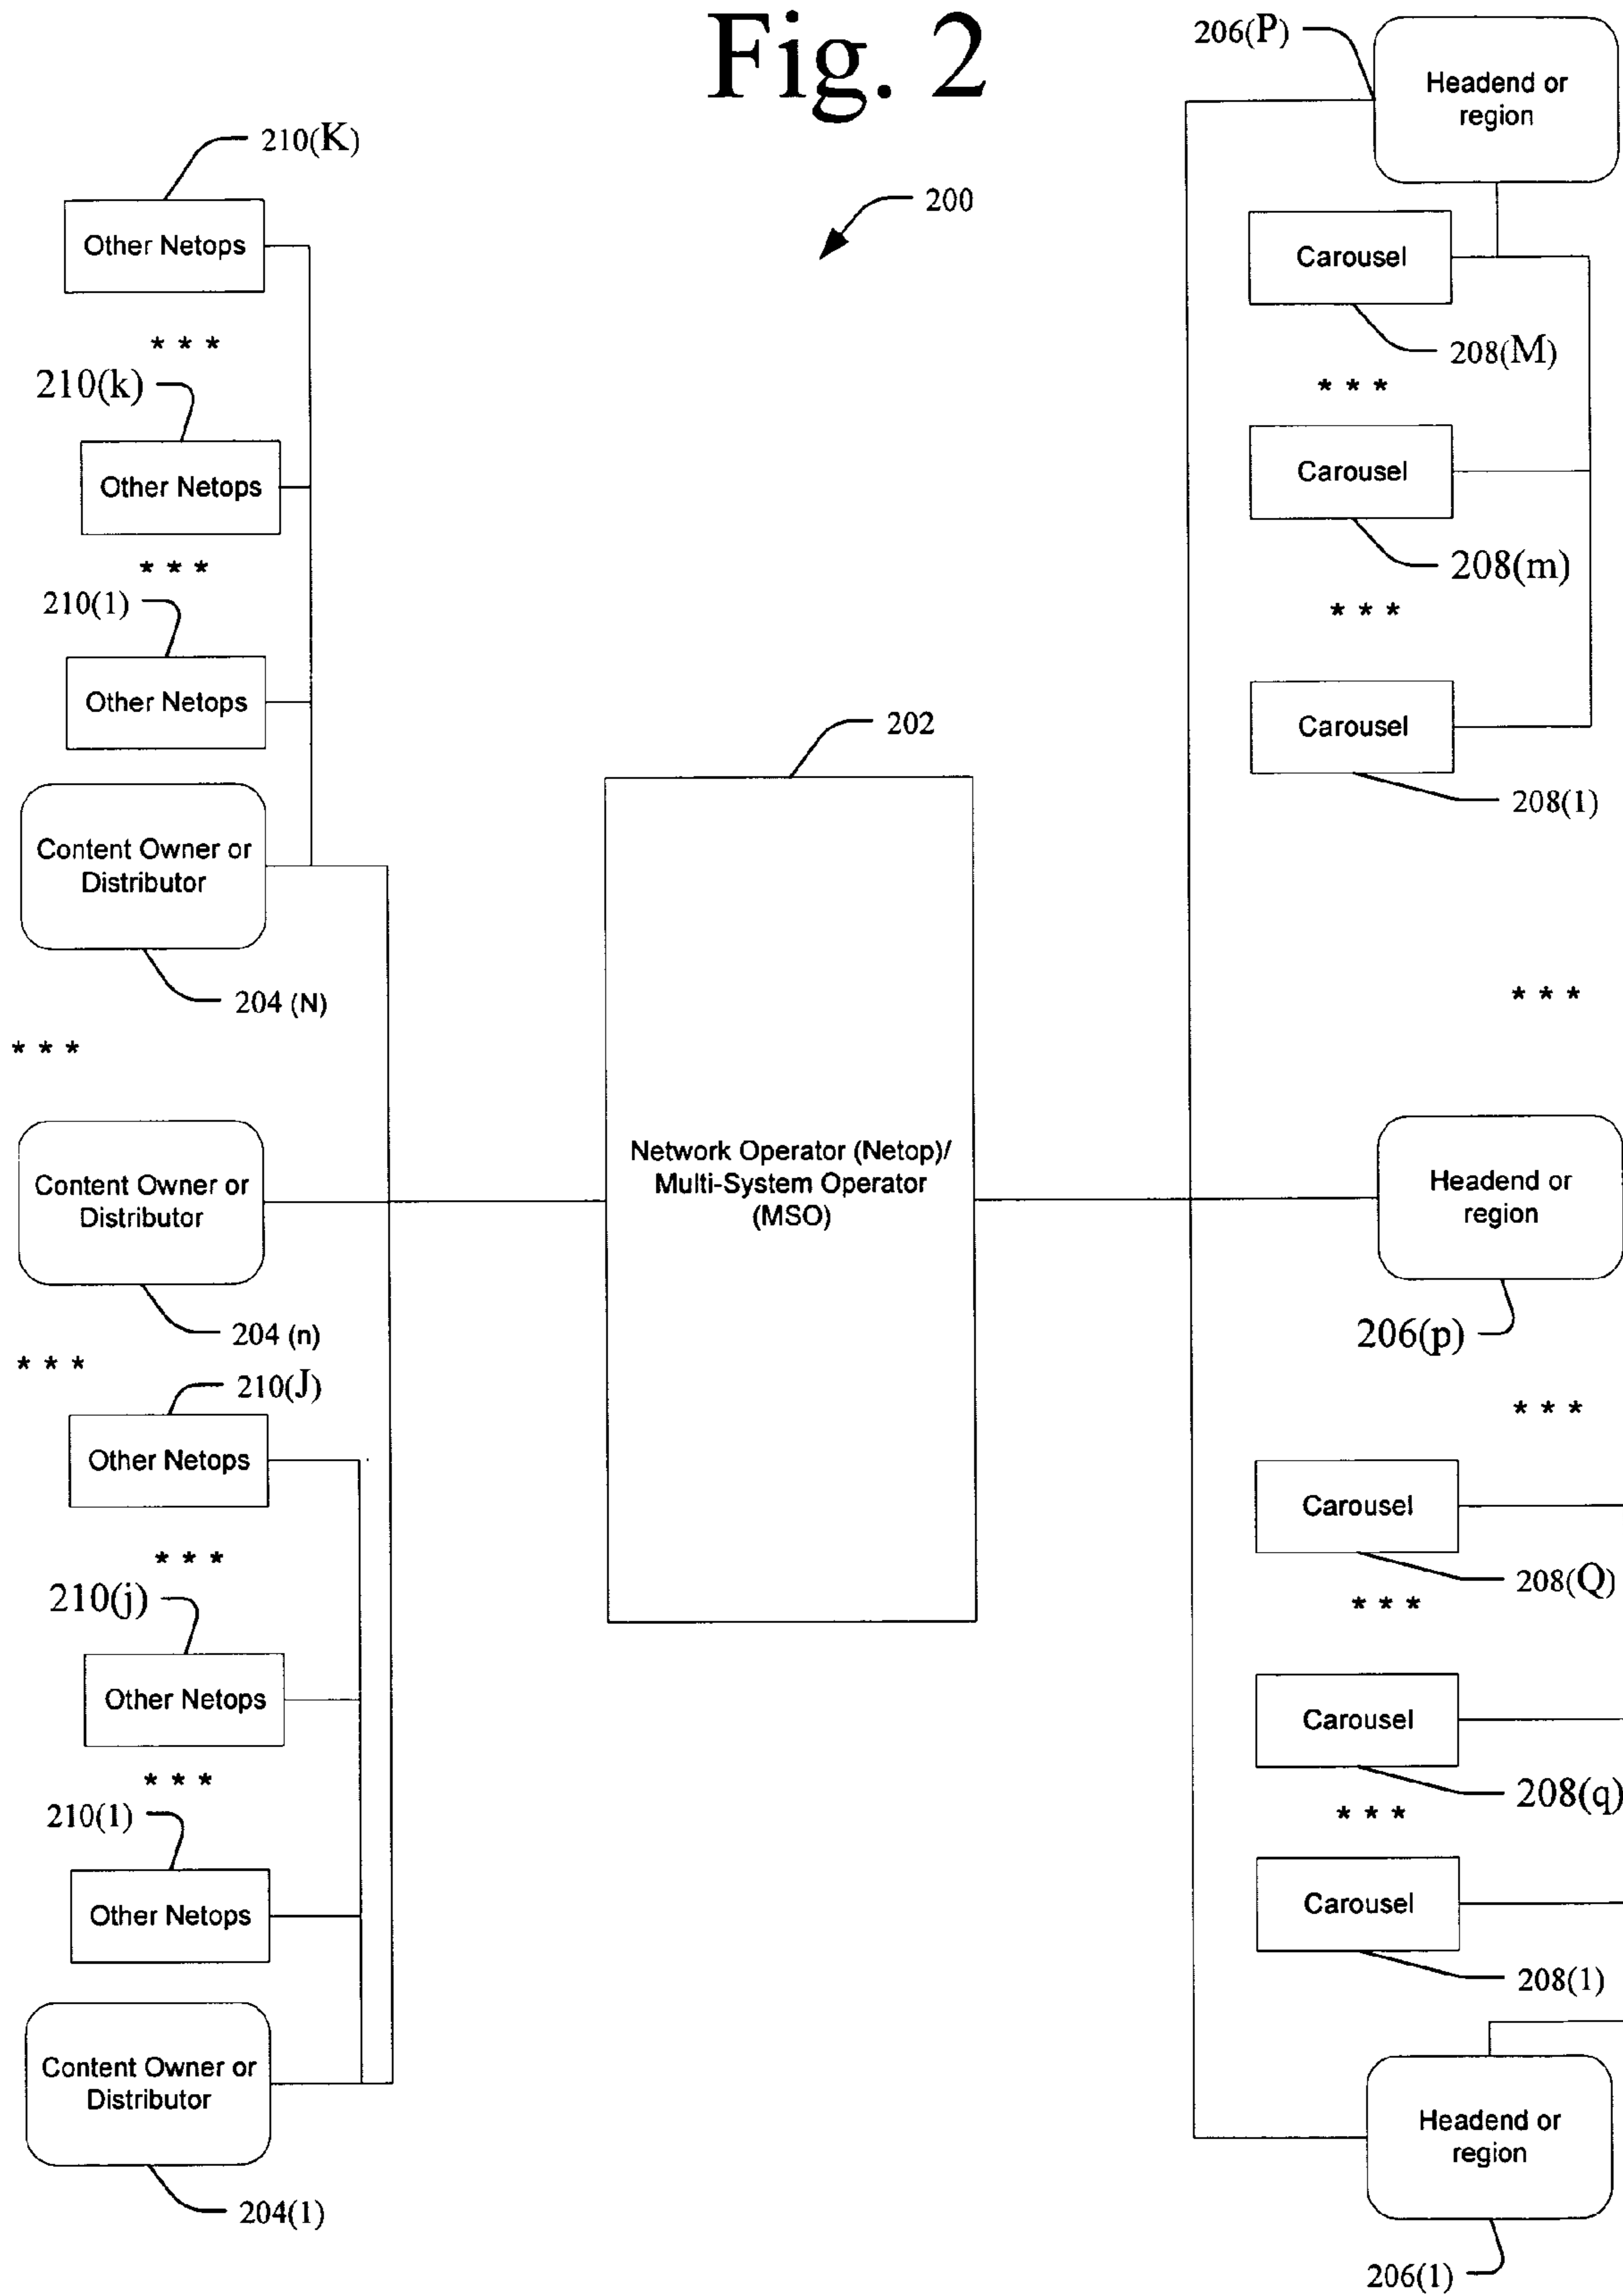 Fig. 2
210(K)
Other Netops
* * *
210(k)
Other Netops
* * *
210(1)
Other Netops
Content Owner or
Distributor
204 (N)
* * *
Content Owner or
Distributor
204 (n)
* * *
210(J)
Other Netops
* * *
210(j)
Other Netops
* * *
210(1)
Other Netops
Content Owner or
Distributor
204(1)
200
202
Network Operator (Netop)/
Multi-System Operator
(MSO)
206(P)
Headend or
region
Carousel
208(M)
* * *
Carousel
208(m)
* * *
Carousel
208(1)
* * *
Headend or
region
206(p)
* * *
Carousel
208(Q)
* * *
Carousel
208(q)
* * *
Carousel
208(1)
Headend or
region
206(1)